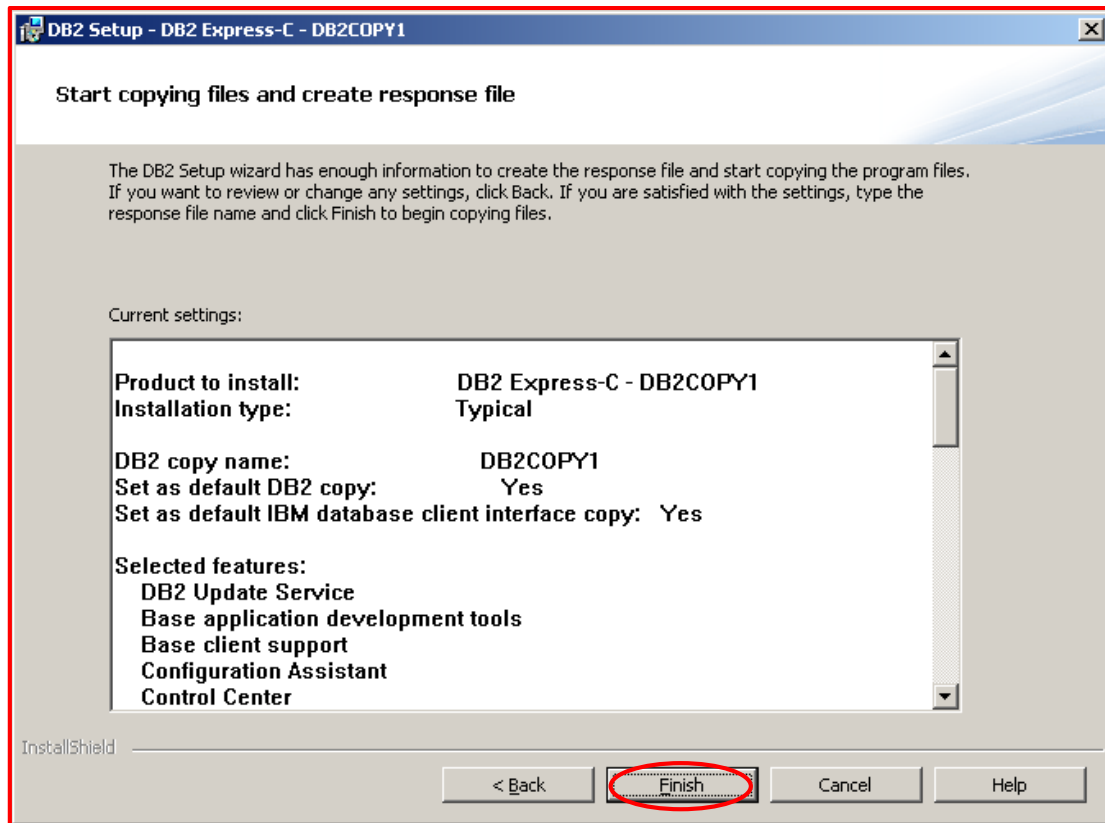 DB2 Setup - DB2 Express-C - DB2COPY1
Start copying files and create response file
The DB2 Setup wizard has enough information to create the response file and start copying the program files.
If you want to review or change any settings, click Back. If you are satisfied with the settings, type the
response file name and click Finish to begin copying files.
Current settings:
Product to install: DB2 Express-C - DB2COPY1
Installation type: Typical
DB2 copy name: DB2COPY1
Set as default DB2 copy: Yes
Set as default IBM database client interface copy: Yes
Selected features:
DB2 Update Service
Base application development tools
Base client support
Configuration Assistant
Control Center
InstallShield
< Back Finish Cancel Help